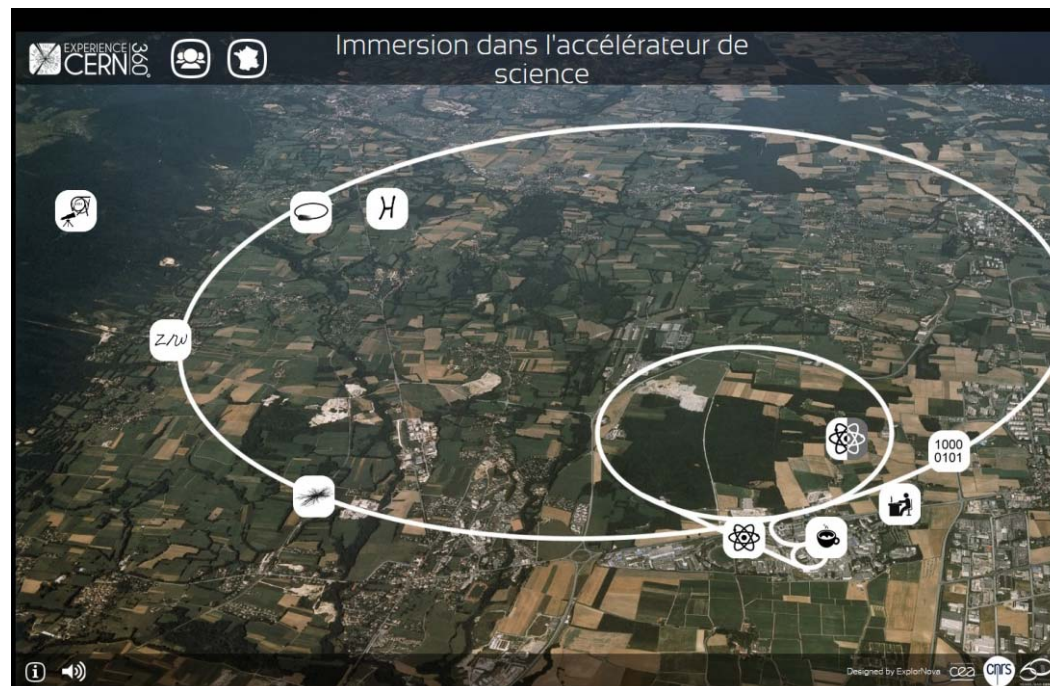 EXPERIENCE
CERN
360
Immersion dans l'accélérateur de
science
H
Z/W
1000
0101
i
Designed by ExplorNova
cea
cnrs